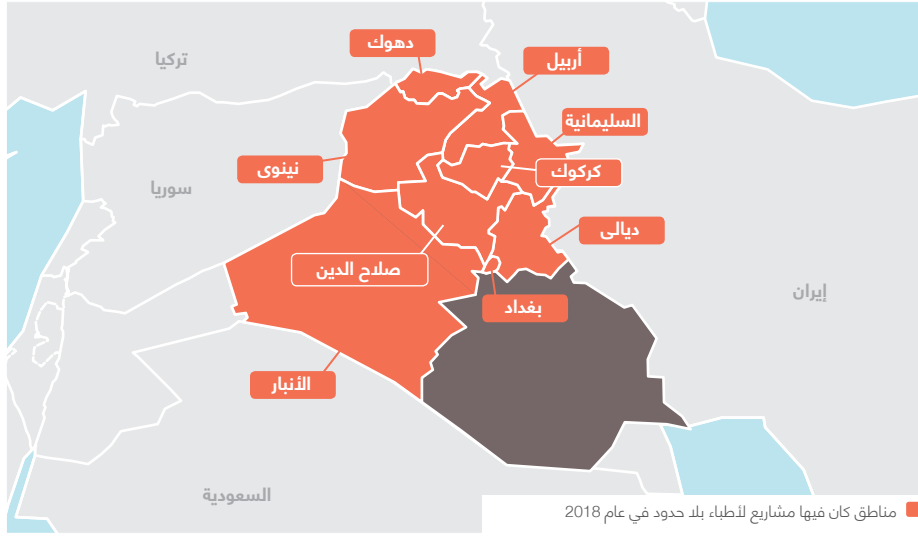 دهوك
تركيا
أربيل
السليمانية
نينوى
كركوك
سوريا
ديالى
صلاح الدين
إيران
بغداد
الأنبار
السعودية
مناطق كان فيها مشاريع لأطباء بلا حدود في عام 2018